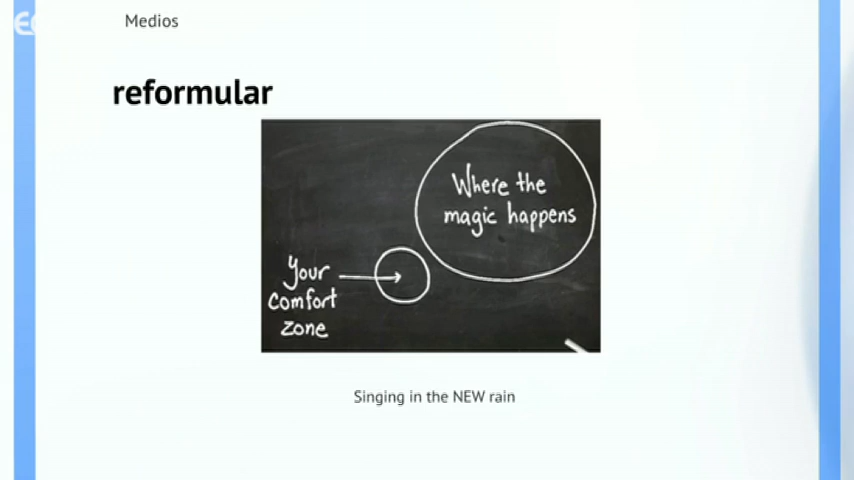 Medios
reformular
Where the
magic happens
Your
comfort
zone
Singing in the NEW rain